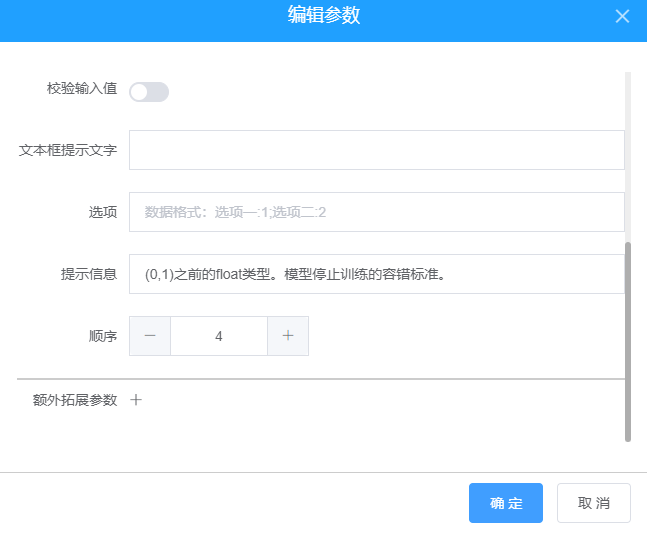 编辑参数
校验输入值
文本框提示文字
选项 数据格式：选项一:1;选项二:2
提示信息 (0,1)之前的float类型。模型停止训练的容错标准。
顺序 4
额外拓展参数
确定 取消